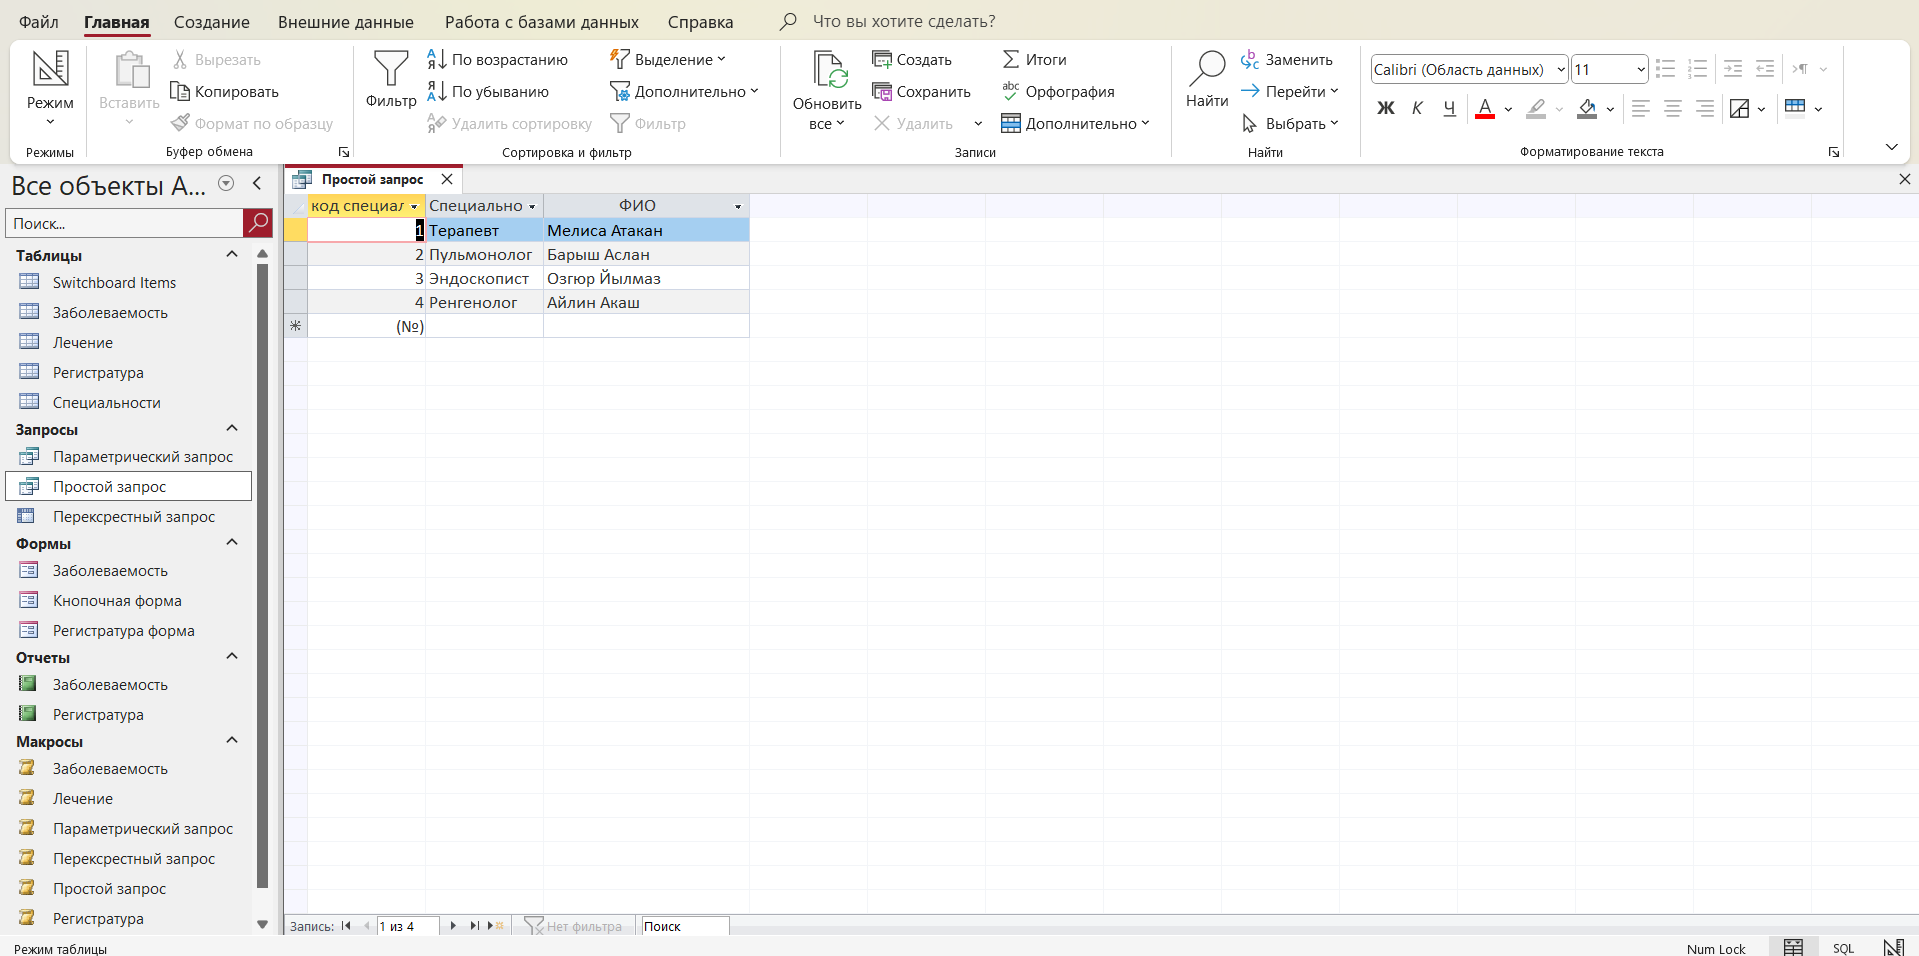 Файл Главная Создание Внешние данные Работа с базами данных Справка Что вы хотите сделать?
Режим
Режимы
Вставить
Вырезать
Копировать
Формат по образцу
Буфер обмена
Фильтр
По возрастанию
По убыванию
Удалить сортировку
Выделение
Дополнительно
Фильтр
Сортировка и фильтр
Обновить
все
Создать
Сохранить
Удалить
Итоги
Орфография
Дополнительно
Записи
Найти
Заменить
Перейти
Выбрать
Найти
Calibri (Область данных) 11
Ж К Ч А
Форматирование текста
Все объекты A...
Поиск...
Таблицы
Switchboard Items
Заболеваемость
Лечение
Регистратура
Специальности
Запросы
Параметрический запрос
Простой запрос
Перексрестный запрос
Формы
Заболеваемость
Кнопочная форма
Регистратура форма
Отчеты
Заболеваемость
Регистратура
Макросы
Заболеваемость
Лечение
Параметрический запрос
Перексрестный запрос
Простой запрос
Регистратура
Простой запрос
код специал Специально ФИО
1 Терапевт Мелиса Атакан
2 Пульмонолог Барыш Аслан
3 Эндоскопист Озгюр Йылмаз
4 Ренгенолог Айлин Акаш
(№)
Запись: 1 из 4 Нет фильтра Поиск
Режим таблицы Num Lock SQL